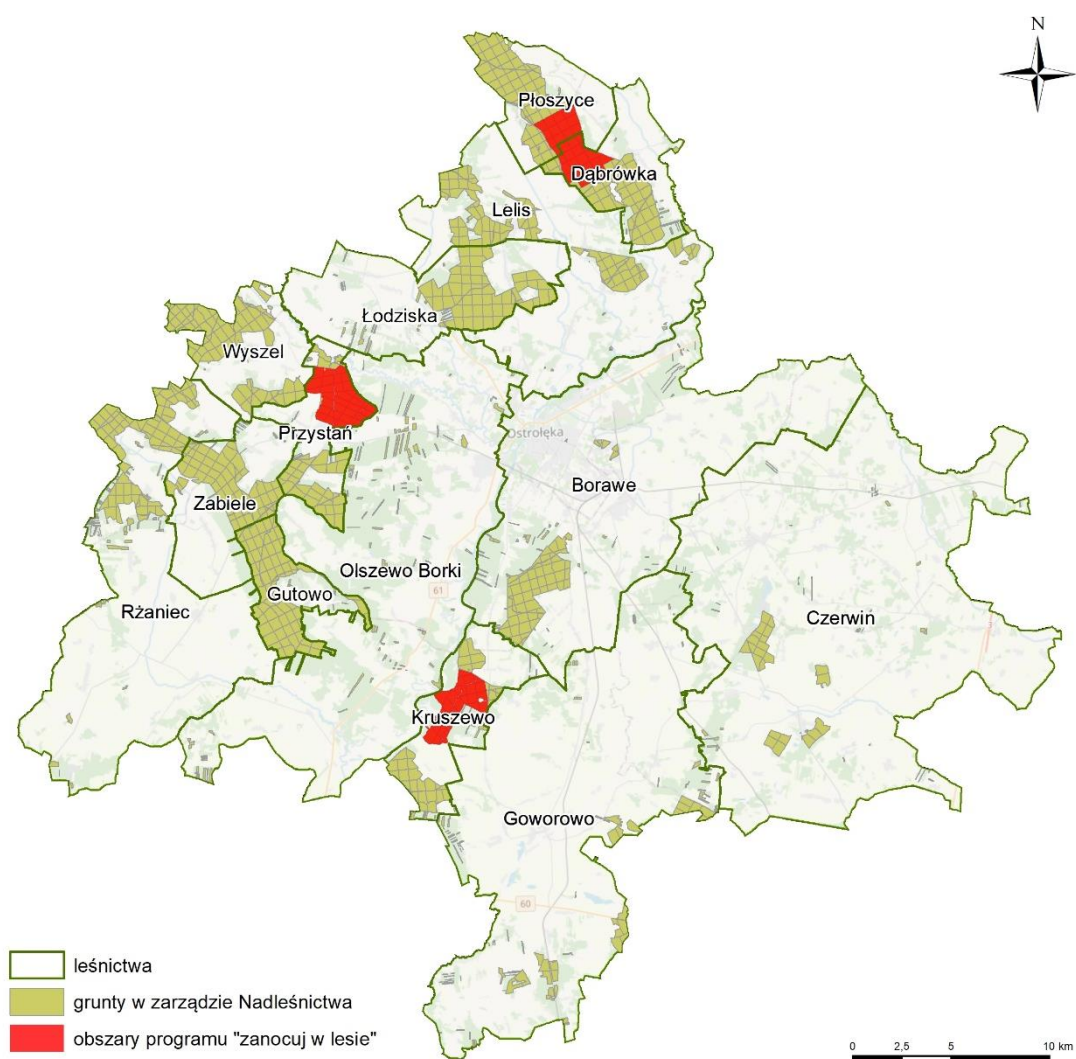 N
Płoszyce
Dąbrówka
Lelis
Łodziska
Wyszel
Przystań
Ostrołęka
Zabiele
Borawe
Olszewo Borki
61
Gutowo
Rżaniec
Czerwin
Kruszewo
Goworowo
60
leśnictwa
grunty w zarządzie Nadleśnictwa
obszary programu "zanocuj w lesie"
0 2,5 5 10 km